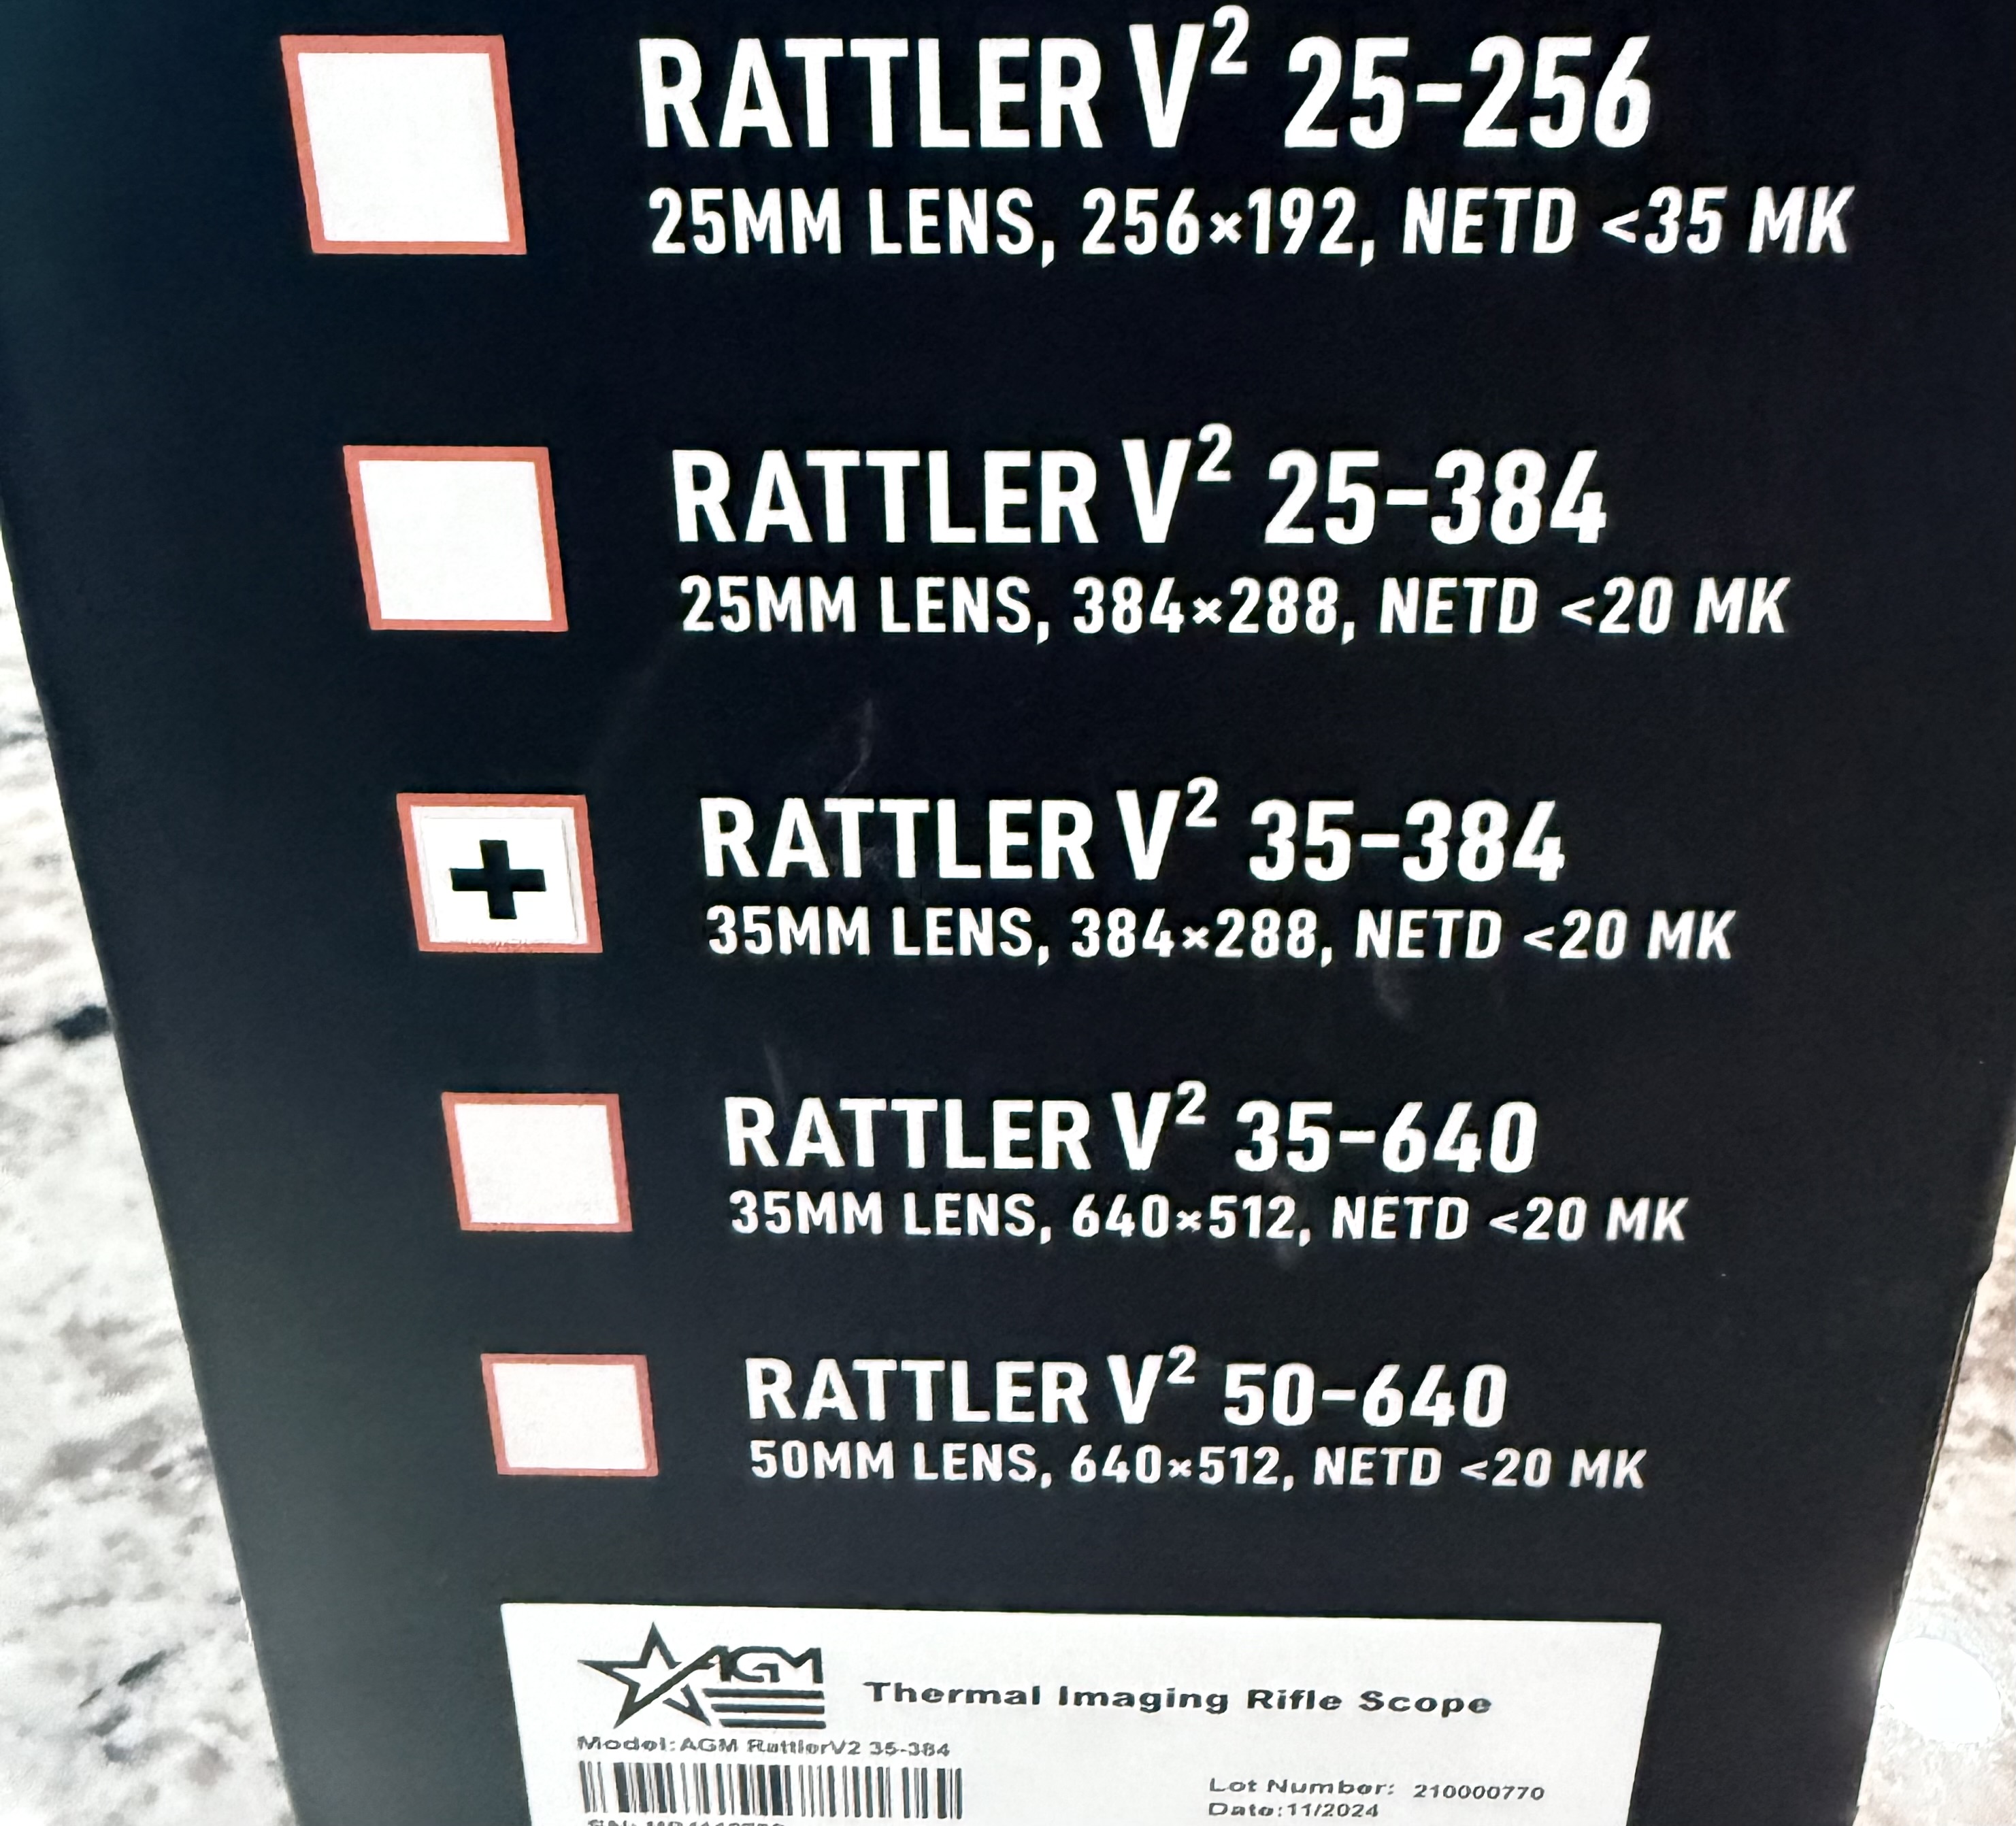 RATTLER V² 25-256
25MM LENS, 256×192, NETD <35 MK
RATTLER V² 25-384
25MM LENS, 384×288, NETD <20 MK
RATTLER V² 35-384
35MM LENS, 384×288, NETD <20 MK
RATTLER V² 35-640
35MM LENS, 640×512, NETD <20 MK
RATTLER V² 50-640
50MM LENS, 640×512, NETD <20 MK
AGM
Thermal Imaging Rifle Scope
Model:AGM RattlerV2 35-384
Lot Number: 210000770
Date:11/2024